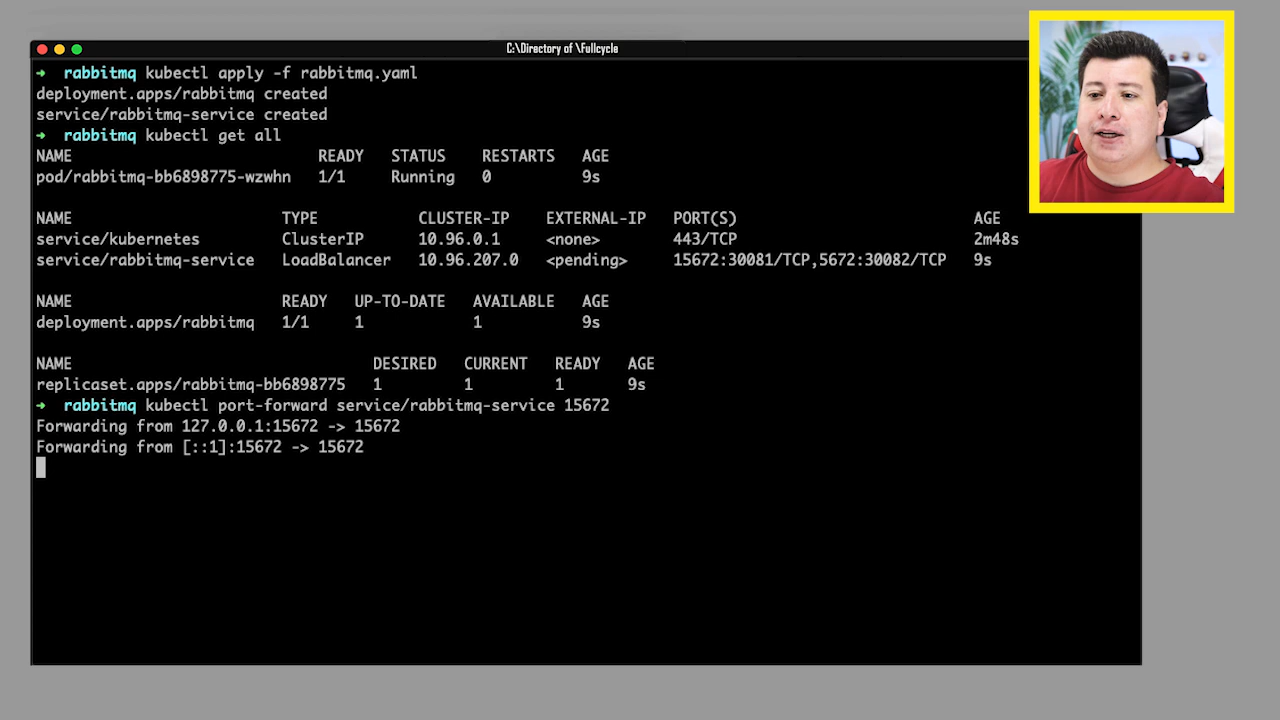 C:\Directory of \Fullcycle
➜ rabbitmq kubectl apply -f rabbitmq.yaml
deployment.apps/rabbitmq created
service/rabbitmq-service created
➜ rabbitmq kubectl get all
NAME READY STATUS RESTARTS AGE
pod/rabbitmq-bb6898775-wzwhn 1/1 Running 0 9s
NAME TYPE CLUSTER-IP EXTERNAL-IP PORT(S) AGE
service/kubernetes ClusterIP 10.96.0.1 <none> 443/TCP 2m48s
service/rabbitmq-service LoadBalancer 10.96.207.0 <pending> 15672:30081/TCP,5672:30082/TCP 9s
NAME READY UP-TO-DATE AVAILABLE AGE
deployment.apps/rabbitmq 1/1 1 1 9s
NAME DESIRED CURRENT READY AGE
replicaset.apps/rabbitmq-bb6898775 1 1 1 9s
➜ rabbitmq kubectl port-forward service/rabbitmq-service 15672
Forwarding from 127.0.0.1:15672 -> 15672
Forwarding from [::1]:15672 -> 15672